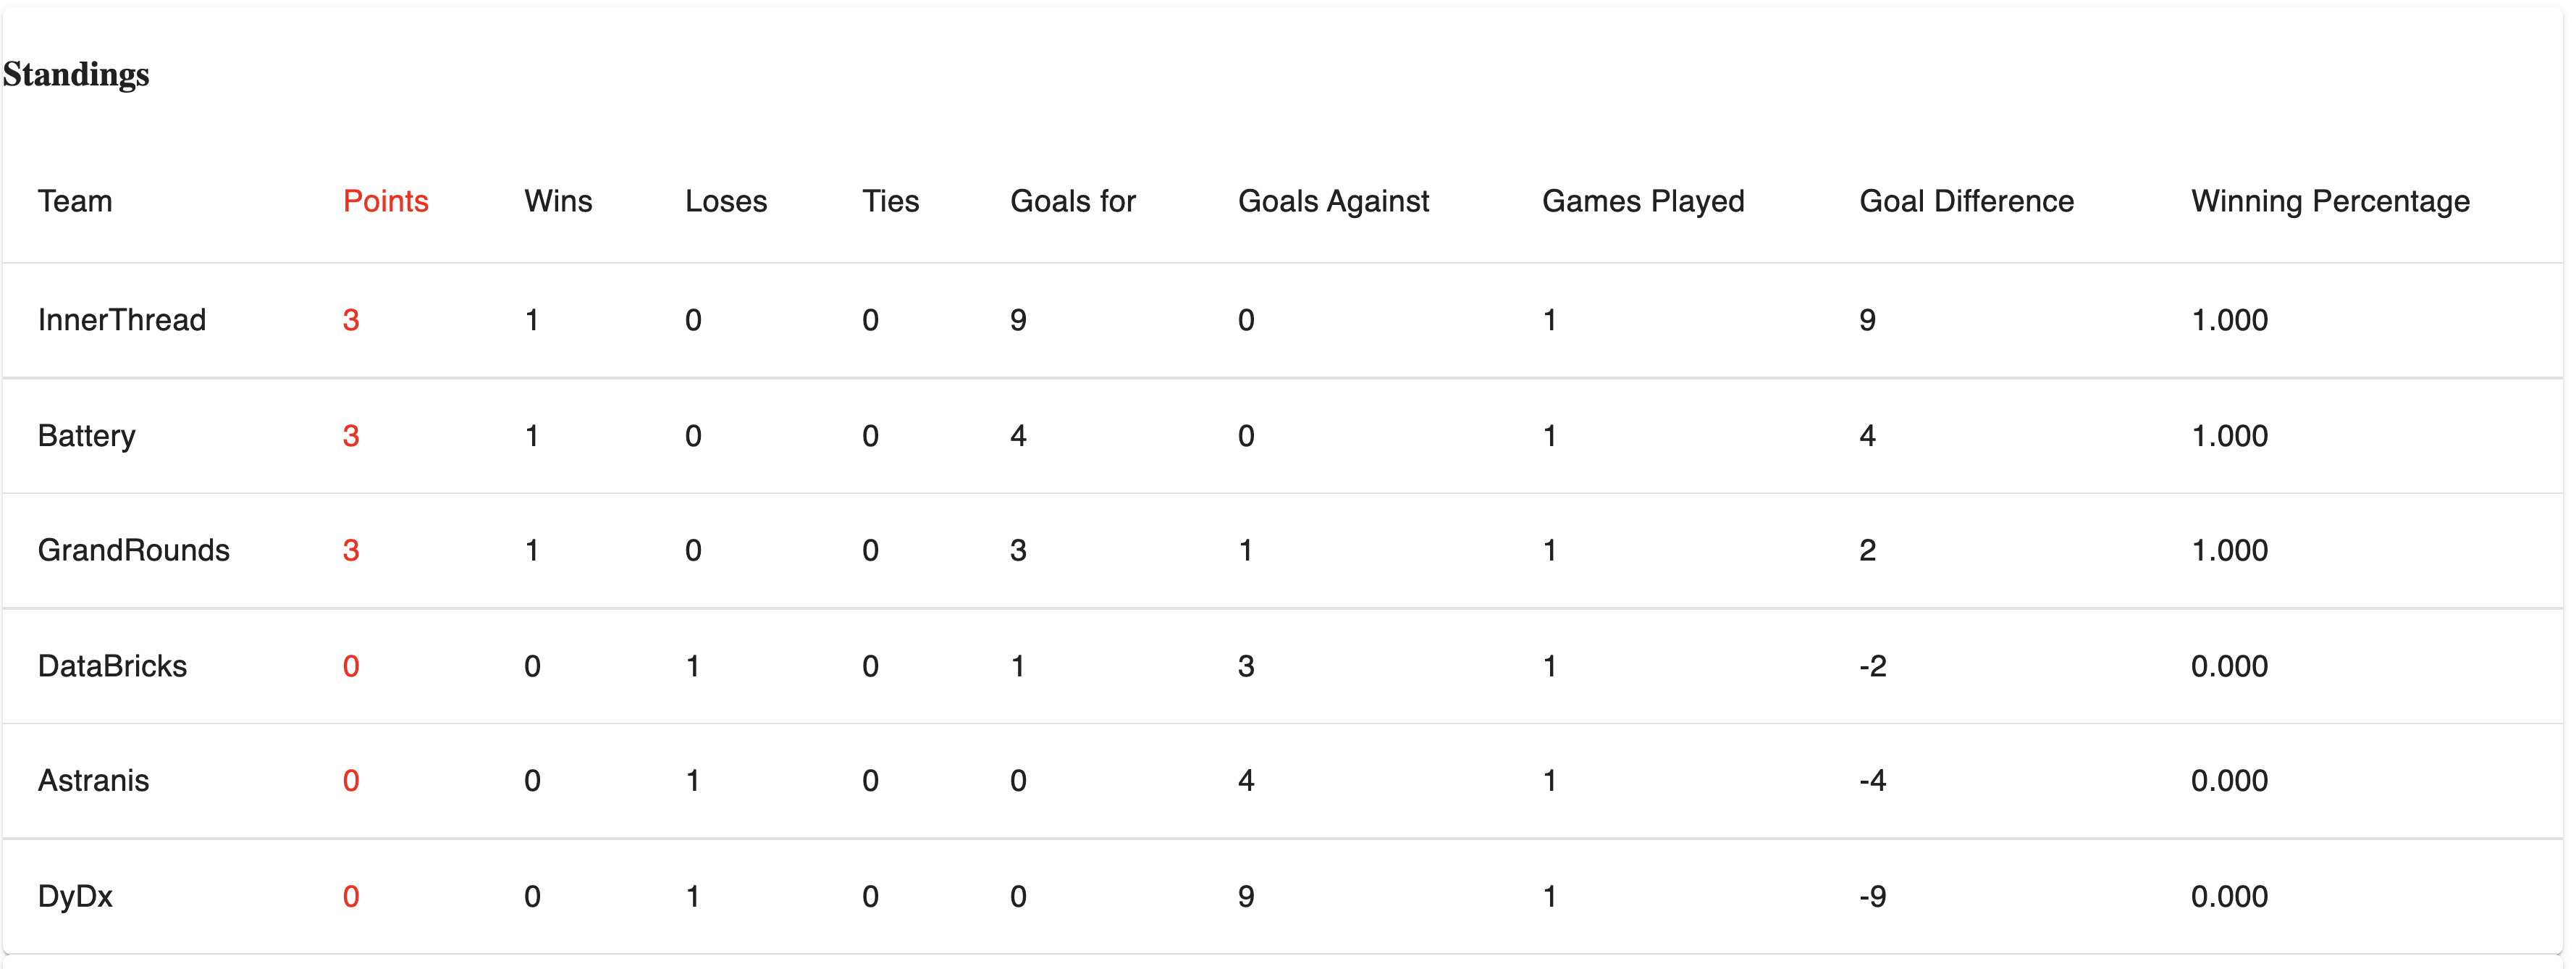 Standings
Team Points Wins Loses Ties Goals for Goals Against Games Played Goal Difference Winning Percentage
InnerThread 3 1 0 0 9 0 1 9 1.000
Battery 3 1 0 0 4 0 1 4 1.000
GrandRounds 3 1 0 0 3 1 1 2 1.000
DataBricks 0 0 1 0 1 3 1 -2 0.000
Astranis 0 0 1 0 0 4 1 -4 0.000
DyDx 0 0 1 0 0 9 1 -9 0.000